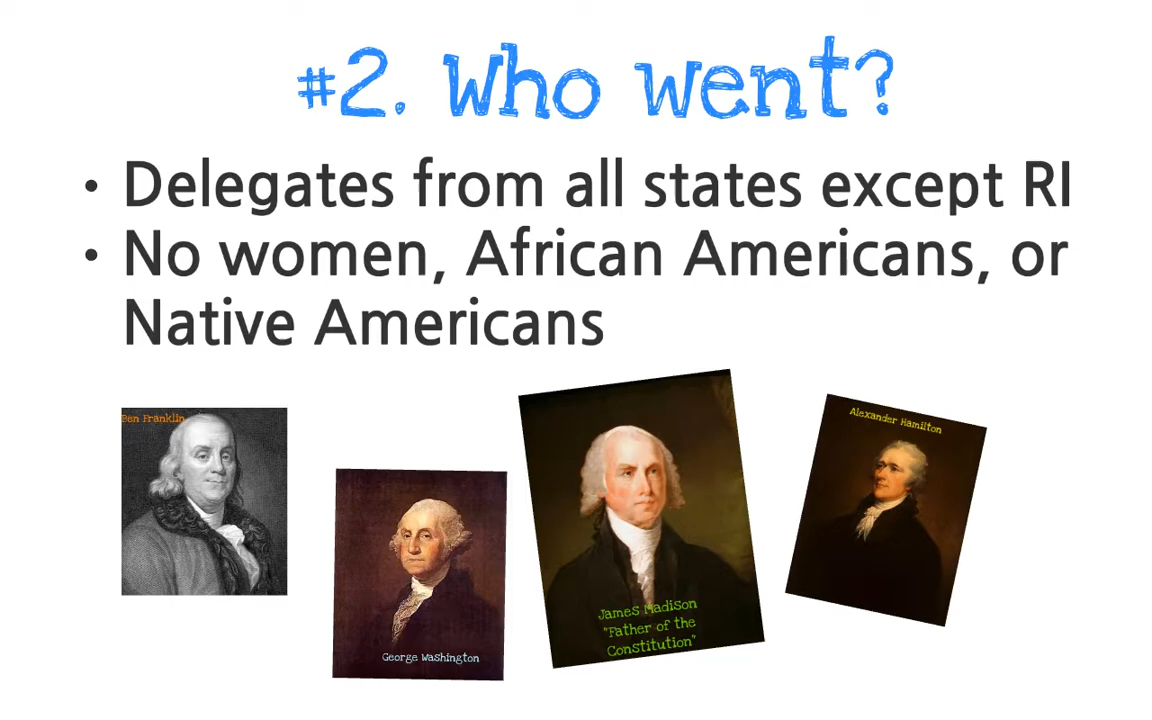 #2. Who went?
• Delegates from all states except RI
• No women, African Americans, or
Native Americans
Ben Franklin
George Washington
James Madison
"Father of the
Constitution"
Alexander Hamilton